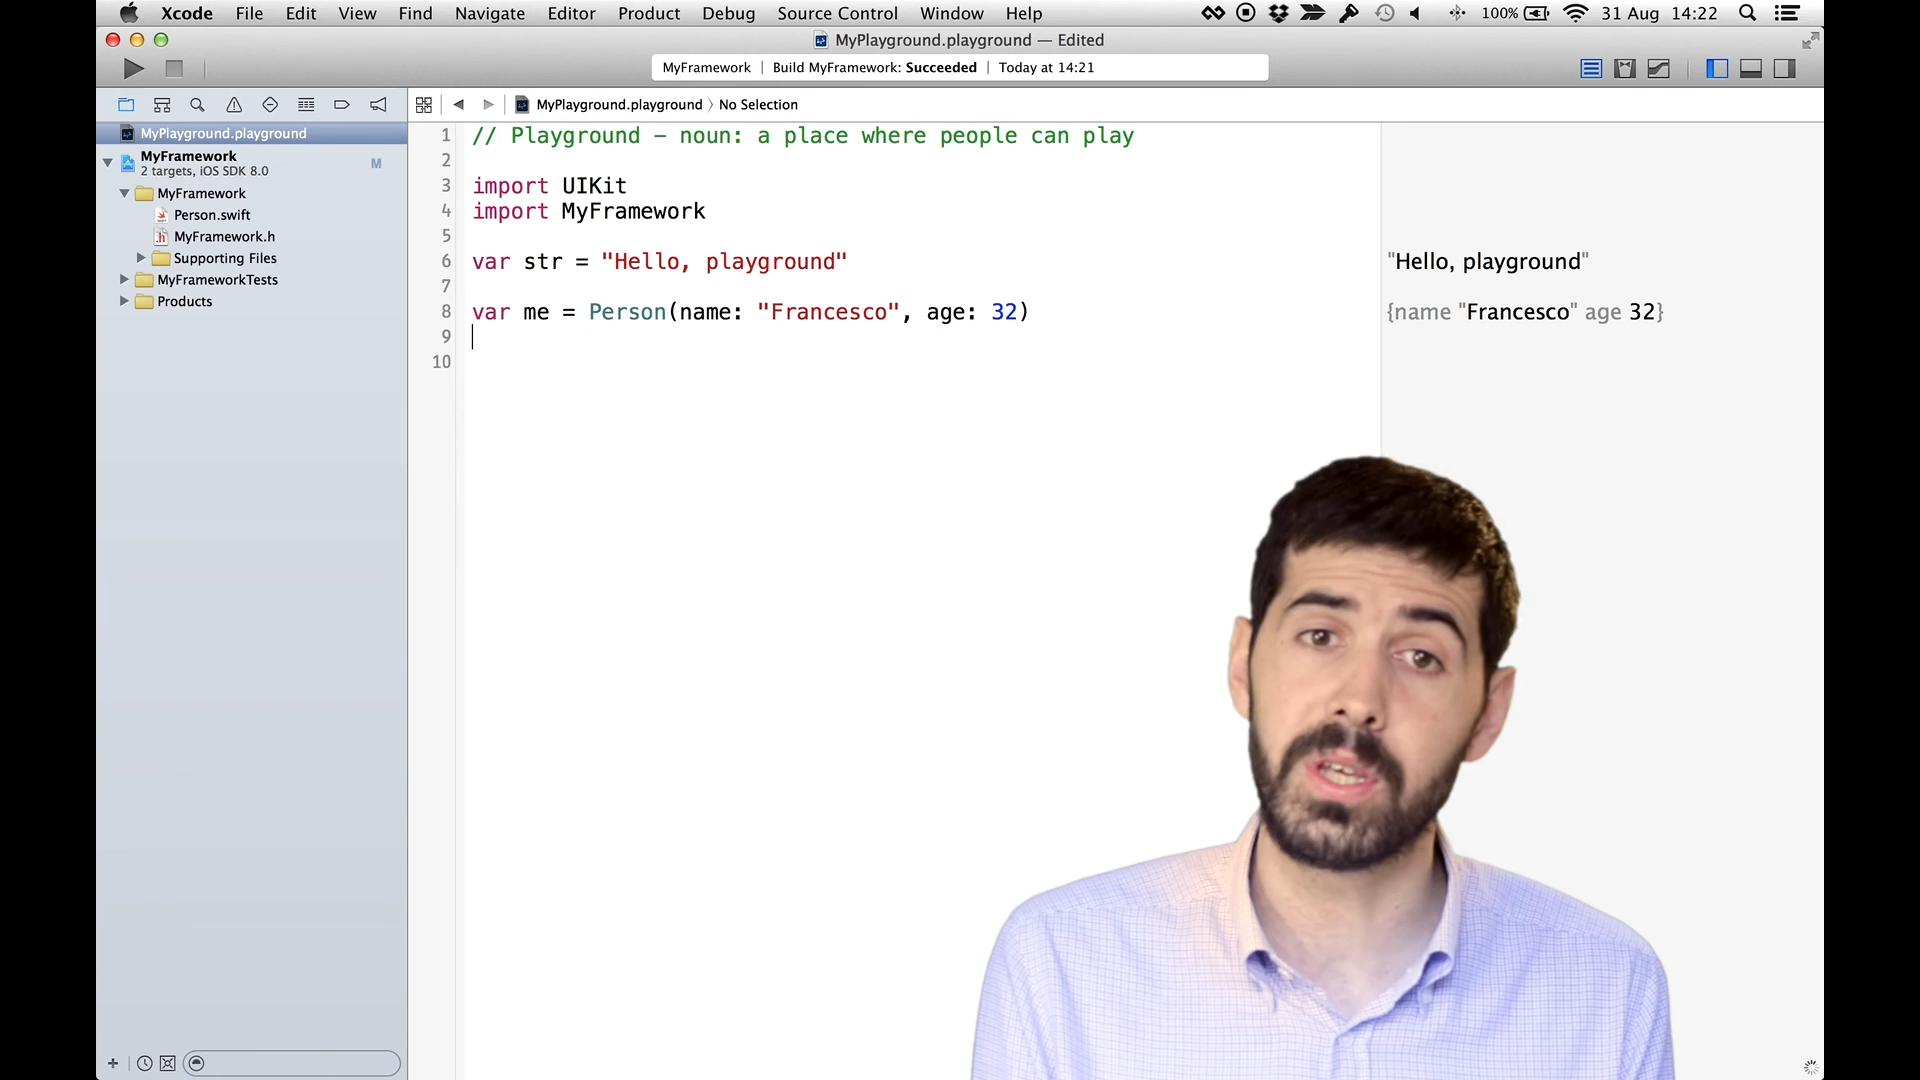 Xcode File Edit View Find Navigate Editor Product Debug Source Control Window Help 100% 31 Aug 14:22
MyPlayground.playground — Edited
MyFramework | Build MyFramework: Succeeded | Today at 14:21
MyPlayground.playground 〉 No Selection
MyPlayground.playground
MyFramework M
2 targets, iOS SDK 8.0
MyFramework
Person.swift
MyFramework.h
Supporting Files
MyFrameworkTests
Products
1 // Playground – noun: a place where people can play
2
3 import UIKit
4 import MyFramework
5
6 var str = "Hello, playground"
7
8 var me = Person(name: "Francesco", age: 32)
9
10
"Hello, playground"
{name "Francesco" age 32}